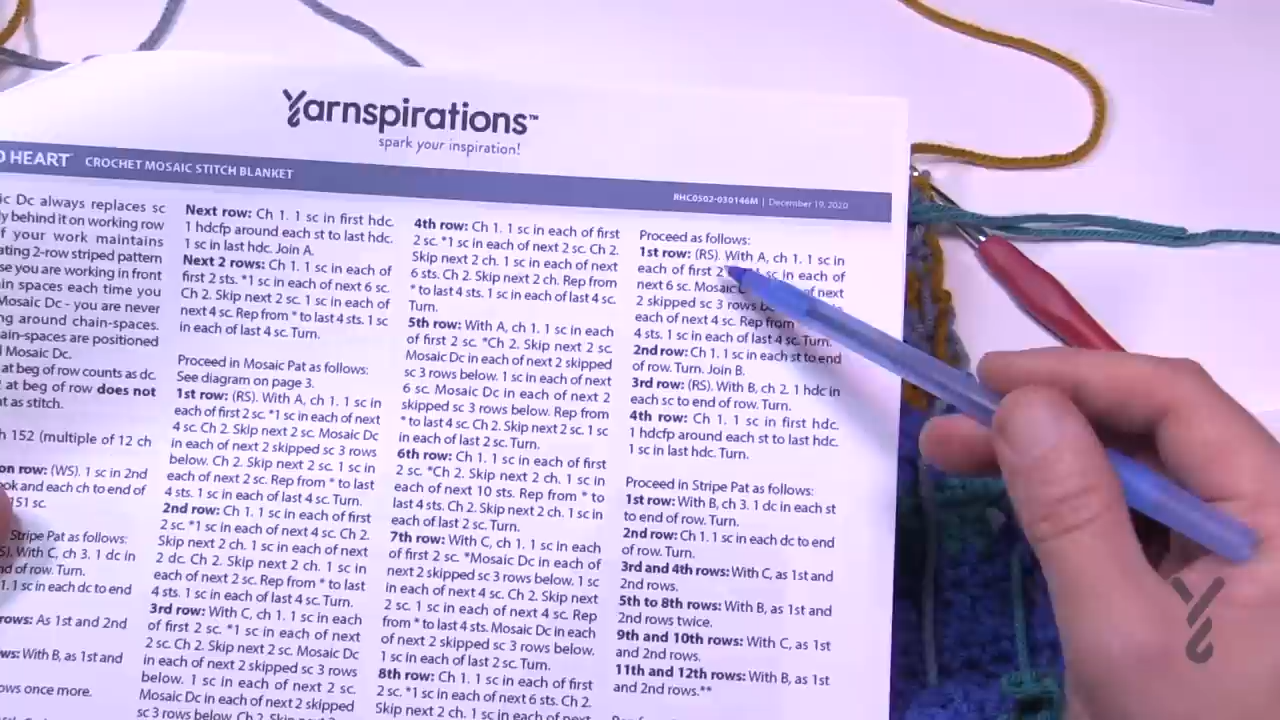 Yarnspirations™
spark your inspiration!
HEART CROCHET MOSAIC STITCH BLANKET
RHC0502-030146M | December 19, 2020
Dc always replaces sc
behind it on working row
your work maintains
2-row striped pattern
you are working in front
spaces each time you
Mosaic Dc - you are never
around chain-spaces.
are positioned
Mosaic Dc.
at beg of row counts as dc.
at beg of row does not
as stitch.
152 (multiple of 12 ch
row: (WS). 1 sc in 2nd
and each ch to end of
151 sc.
Stripe Pat as follows:
C, ch 3. 1 dc in
of row. Turn.
1 sc in each dc to end
As 1st and 2nd
With B, as 1st and
once more.
Next row: Ch 1. 1 sc in first hdc.
1 hdcfp around each st to last hdc.
1 sc in last hdc. Join A.
Next 2 rows: Ch 1. 1 sc in each of
first 2 sts. *1 sc in each of next 6 sc.
Ch 2. Skip next 2 sc. 1 sc in each of
next 4 sc. Rep from * to last 4 sts. 1 sc
in each of last 4 sc. Turn.
Proceed in Mosaic Pat as follows:
See diagram on page 3.
1st row: (RS). With A, ch 1. 1 sc in
each of first 2 sc. *1 sc in each of next
4 sc. Ch 2. Skip next 2 sc. Mosaic Dc
in each of next 2 skipped sc 3 rows
below. Ch 2. Skip next 2 sc. 1 sc in
each of next 2 sc. Rep from * to last
4 sts. 1 sc in each of last 4 sc. Turn.
2nd row: Ch 1. 1 sc in each of first
2 sc. *1 sc in each of next 4 sc. Ch 2.
Skip next 2 ch. 1 sc in each of next
2 dc. Ch 2. Skip next 2 ch. 1 sc in
each of next 2 sc. Rep from * to last
4 sts. 1 sc in each of last 4 sc. Turn.
3rd row: With C, ch 1. 1 sc in each
of first 2 sc. *1 sc in each of next
2 sc. Ch 2. Skip next 2 sc. Mosaic Dc
in each of next 2 skipped sc 3 rows
below. 1 sc in each of next 2 sc.
Mosaic Dc in each of next 2 skipped
sc 3 rows below. Ch 2. Skip next 2 sc.
4th row: Ch 1. 1 sc in each of first
2 sc. *1 sc in each of next 2 sc. Ch 2.
Skip next 2 ch. 1 sc in each of next
6 sts. Ch 2. Skip next 2 ch. Rep from
* to last 4 sts. 1 sc in each of last 4 sc.
Turn.
5th row: With A, ch 1. 1 sc in each
of first 2 sc. *Ch 2. Skip next 2 sc.
Mosaic Dc in each of next 2 skipped
sc 3 rows below. 1 sc in each of next
6 sc. Mosaic Dc in each of next 2
skipped sc 3 rows below. Rep from
* to last 4 sc. Ch 2. Skip next 2 sc. 1 sc
in each of last 2 sc. Turn.
6th row: Ch 1. 1 sc in each of first
2 sc. *Ch 2. Skip next 2 ch. 1 sc in
each of next 10 sts. Rep from * to
last 4 sts. Ch 2. Skip next 2 ch. 1 sc in
each of last 2 sc. Turn.
7th row: With C, ch 1. 1 sc in each
of first 2 sc. *Mosaic Dc in each of
next 2 skipped sc 3 rows below. 1 sc
in each of next 4 sc. Ch 2. Skip next
2 sc. 1 sc in each of next 4 sc. Rep
from * to last 4 sts. Mosaic Dc in each
of next 2 skipped sc 3 rows below.
1 sc in each of last 2 sc. Turn.
8th row: Ch 1. 1 sc in each of first
2 sc. *1 sc in each of next 6 sts. Ch 2.
Skip next 2 ch. 1 sc in each of next
Proceed as follows:
1st row: (RS). With A, ch 1. 1 sc in
each of first 2 sc in each of
next 6 sc. Mosaic of next
2 skipped sc 3 rows
each of next 4 sc. Rep from
4 sts. 1 sc in each of last 4 sc. Turn.
2nd row: Ch 1. 1 sc in each st to end
of row. Turn. Join B.
3rd row: (RS). With B, ch 2. 1 hdc in
each sc to end of row. Turn.
4th row: Ch 1. 1 sc in first hdc.
1 hdcfp around each st to last hdc.
1 sc in last hdc. Turn.
Proceed in Stripe Pat as follows:
1st row: With B, ch 3. 1 dc in each st
to end of row. Turn.
2nd row: Ch 1. 1 sc in each dc to end
of row. Turn.
3rd and 4th rows: With C, as 1st and
2nd rows.
5th to 8th rows: With B, as 1st and
2nd rows twice.
9th and 10th rows: With C, as 1st
and 2nd rows.
11th and 12th rows: With B, as 1st
and 2nd rows.**